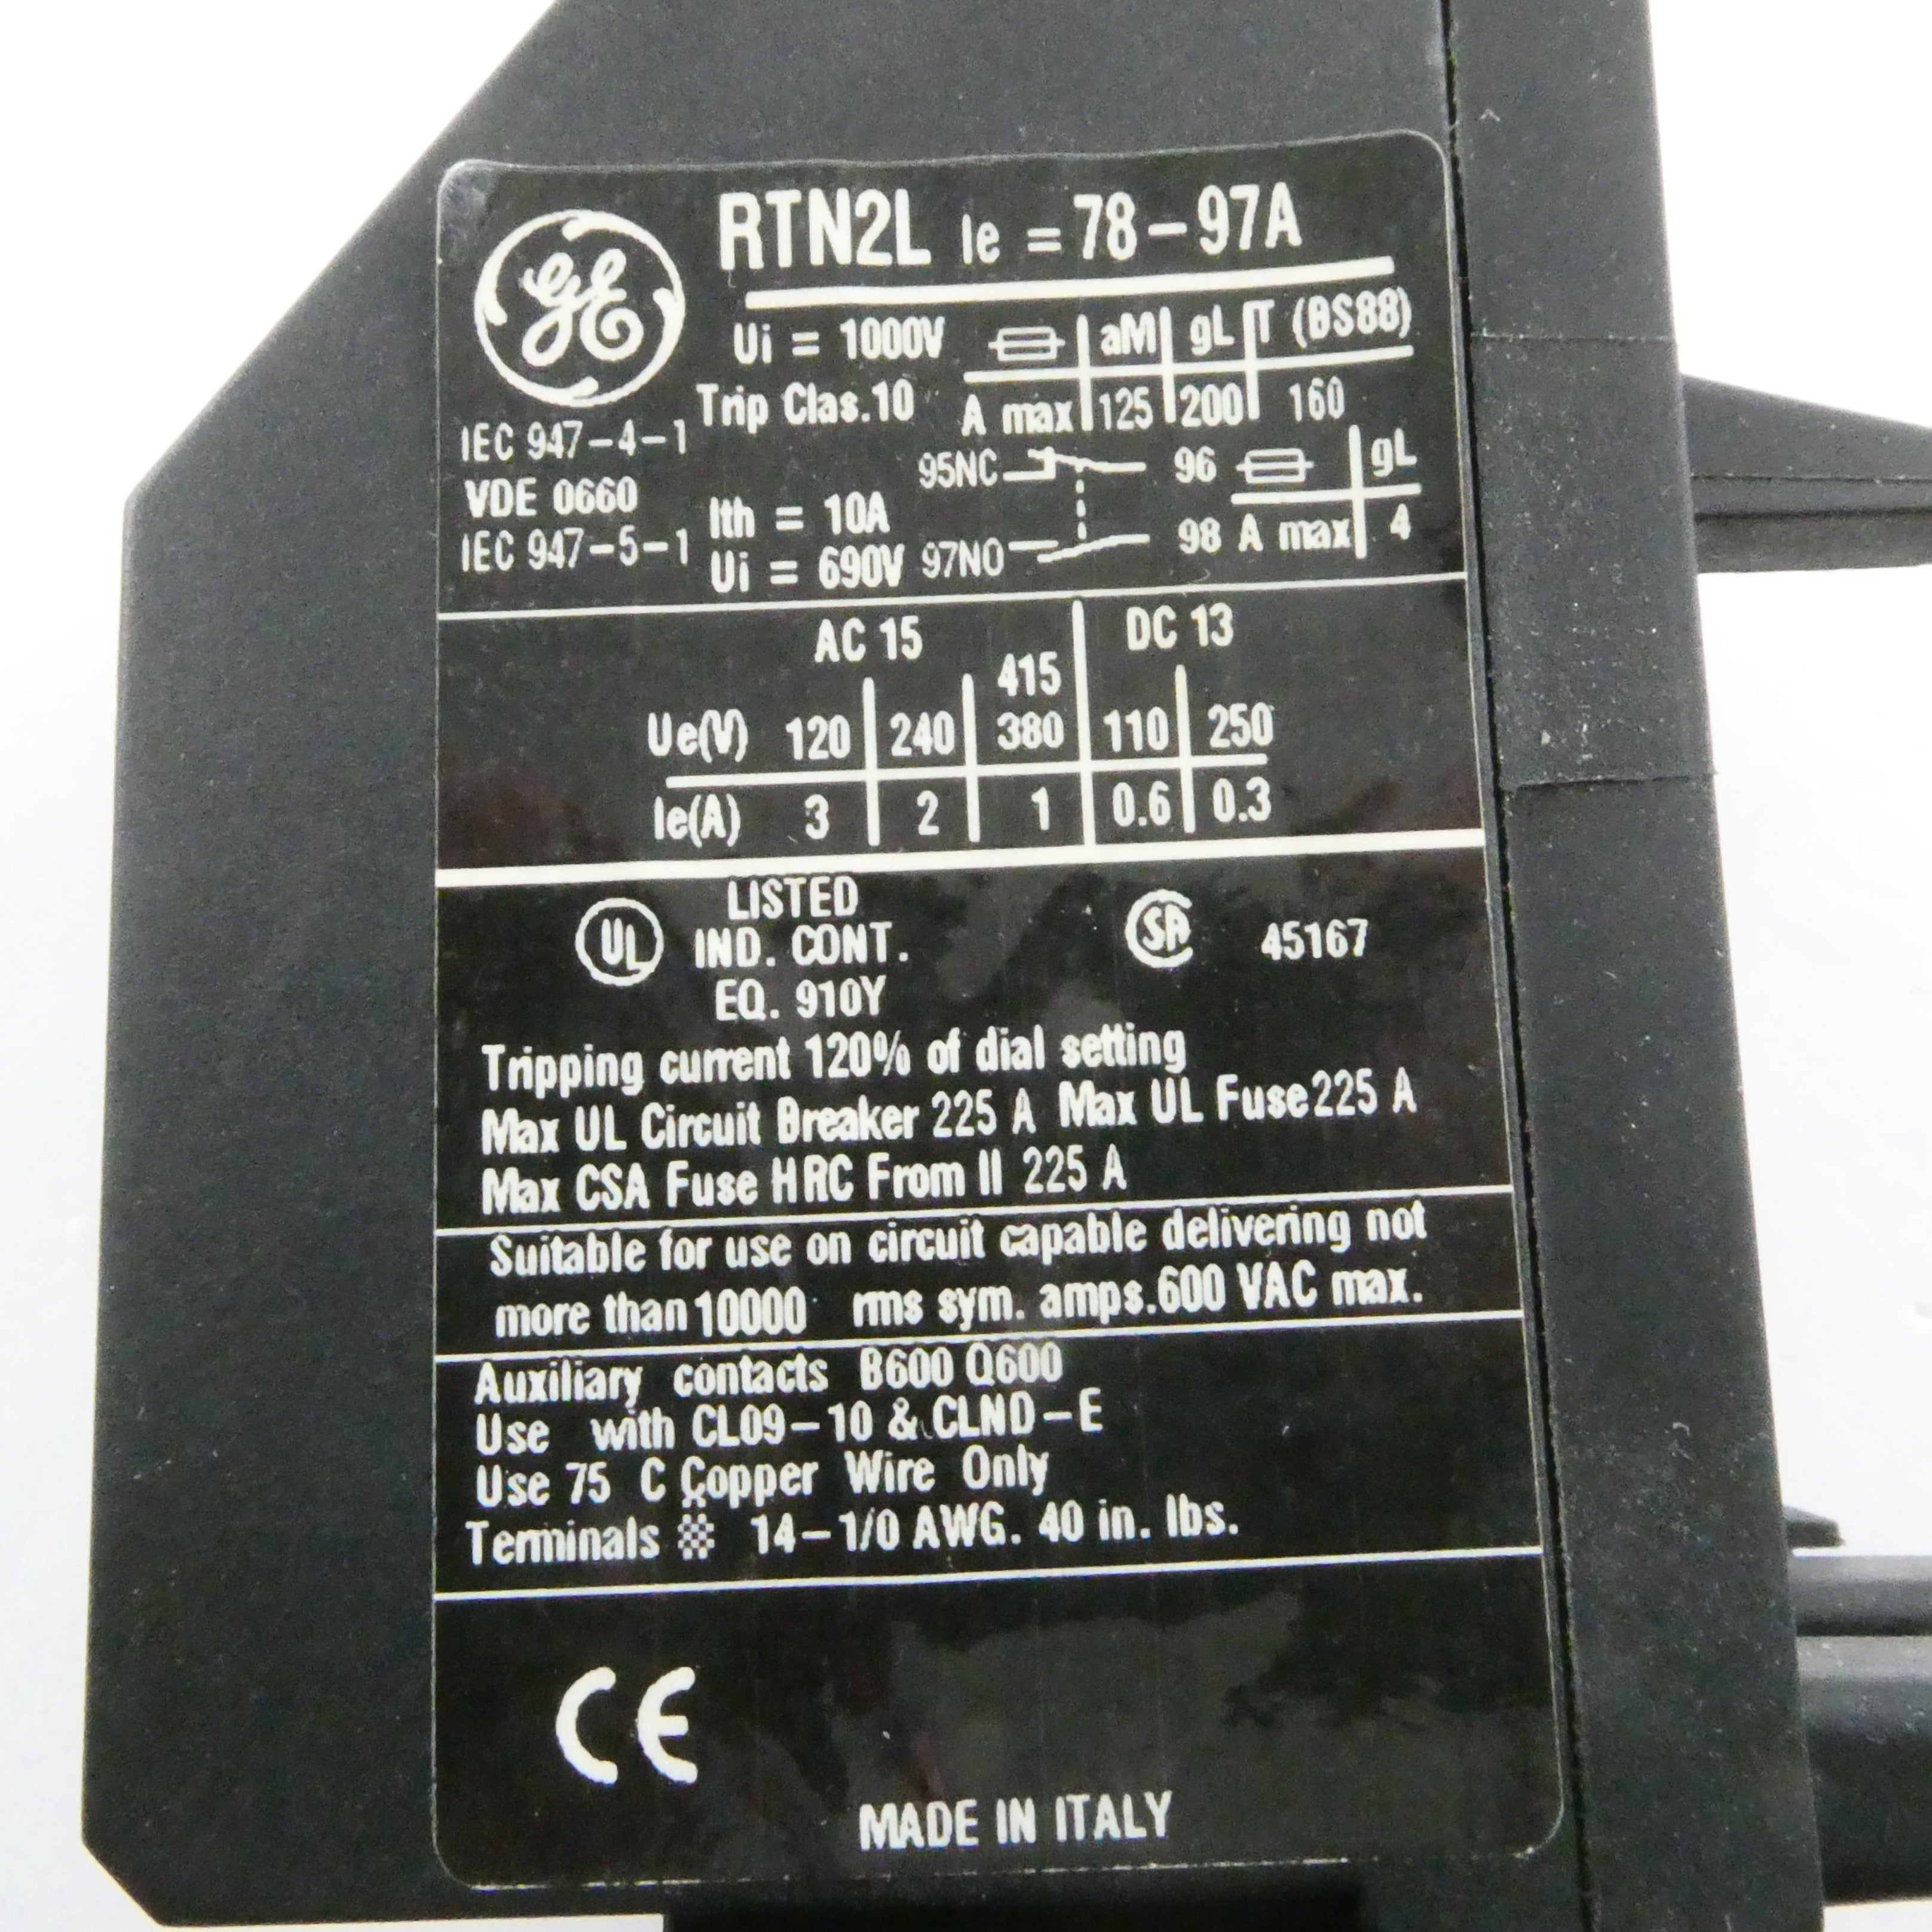 GE
RTN2L Ie = 78-97A
Ui = 1000V aM gL T (BS88)
Trip Clas.10 A max 125 200 160
IEC 947-4-1
VDE 0660
IEC 947-5-1
95NC 96 gL
Ith = 10A
Ui = 690V 97NO 98 A max 4
AC 15 DC 13
415
Ue(V) 120 240 380 110 250
Ie(A) 3 2 1 0.6 0.3
UL LISTED
IND. CONT.
EQ. 910Y
SA 45167
Tripping current 120% of dial setting
Max UL Circuit Breaker 225 A Max UL Fuse 225 A
Max CSA Fuse HRC From II 225 A
Suitable for use on circuit capable delivering not
more than 10000 rms sym. amps.600 VAC max.
Auxiliary contacts B600 Q600
Use with CL09-10 & CLND-E
Use 75 C Copper Wire Only
Terminals 14-1/0 AWG. 40 in. lbs.
CE
MADE IN ITALY